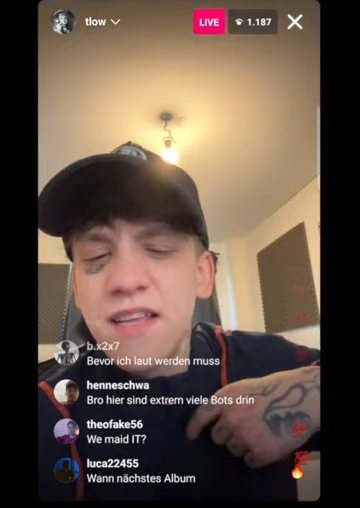 tlow
LIVE
1.187
b.x2x7
Bevor ich laut werden muss
henneschwa
Bro hier sind extrem viele Bots drin
theofake56
We maid IT?
luca22455
Wann nächstes Album